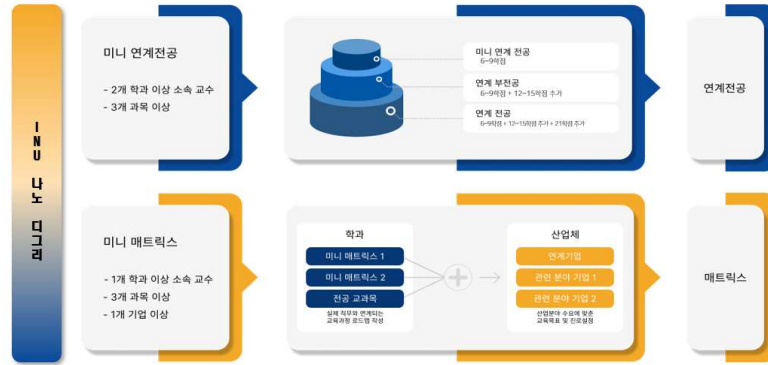 INU 나노 디그리
미니 연계전공
- 2개 학과 이상 소속 교수
- 3개 과목 이상
미니 연계 전공
6~9학점
연계 부전공
6~9학점 + 12~15학점 추가
연계 전공
6~9학점 + 12~15학점 추가 + 21학점 추가
연계전공
미니 매트릭스
- 1개 학과 이상 소속 교수
- 3개 과목 이상
- 1개 기업 이상
학과
미니 매트릭스 1
미니 매트릭스 2
전공 교과목
실제 직무와 연계되는
교육과정 로드맵 작성
산업체
연계기업
관련 분야 기업 1
관련 분야 기업 2
산업분야 수요에 맞춘
교육목표 및 진로설정
매트릭스